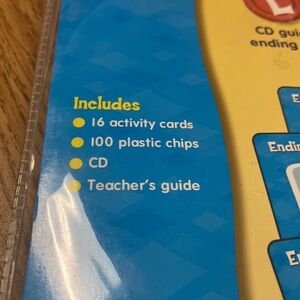 CD gui
ending
Includes
16 activity cards
100 plastic chips
CD
Teacher's guide
Endin